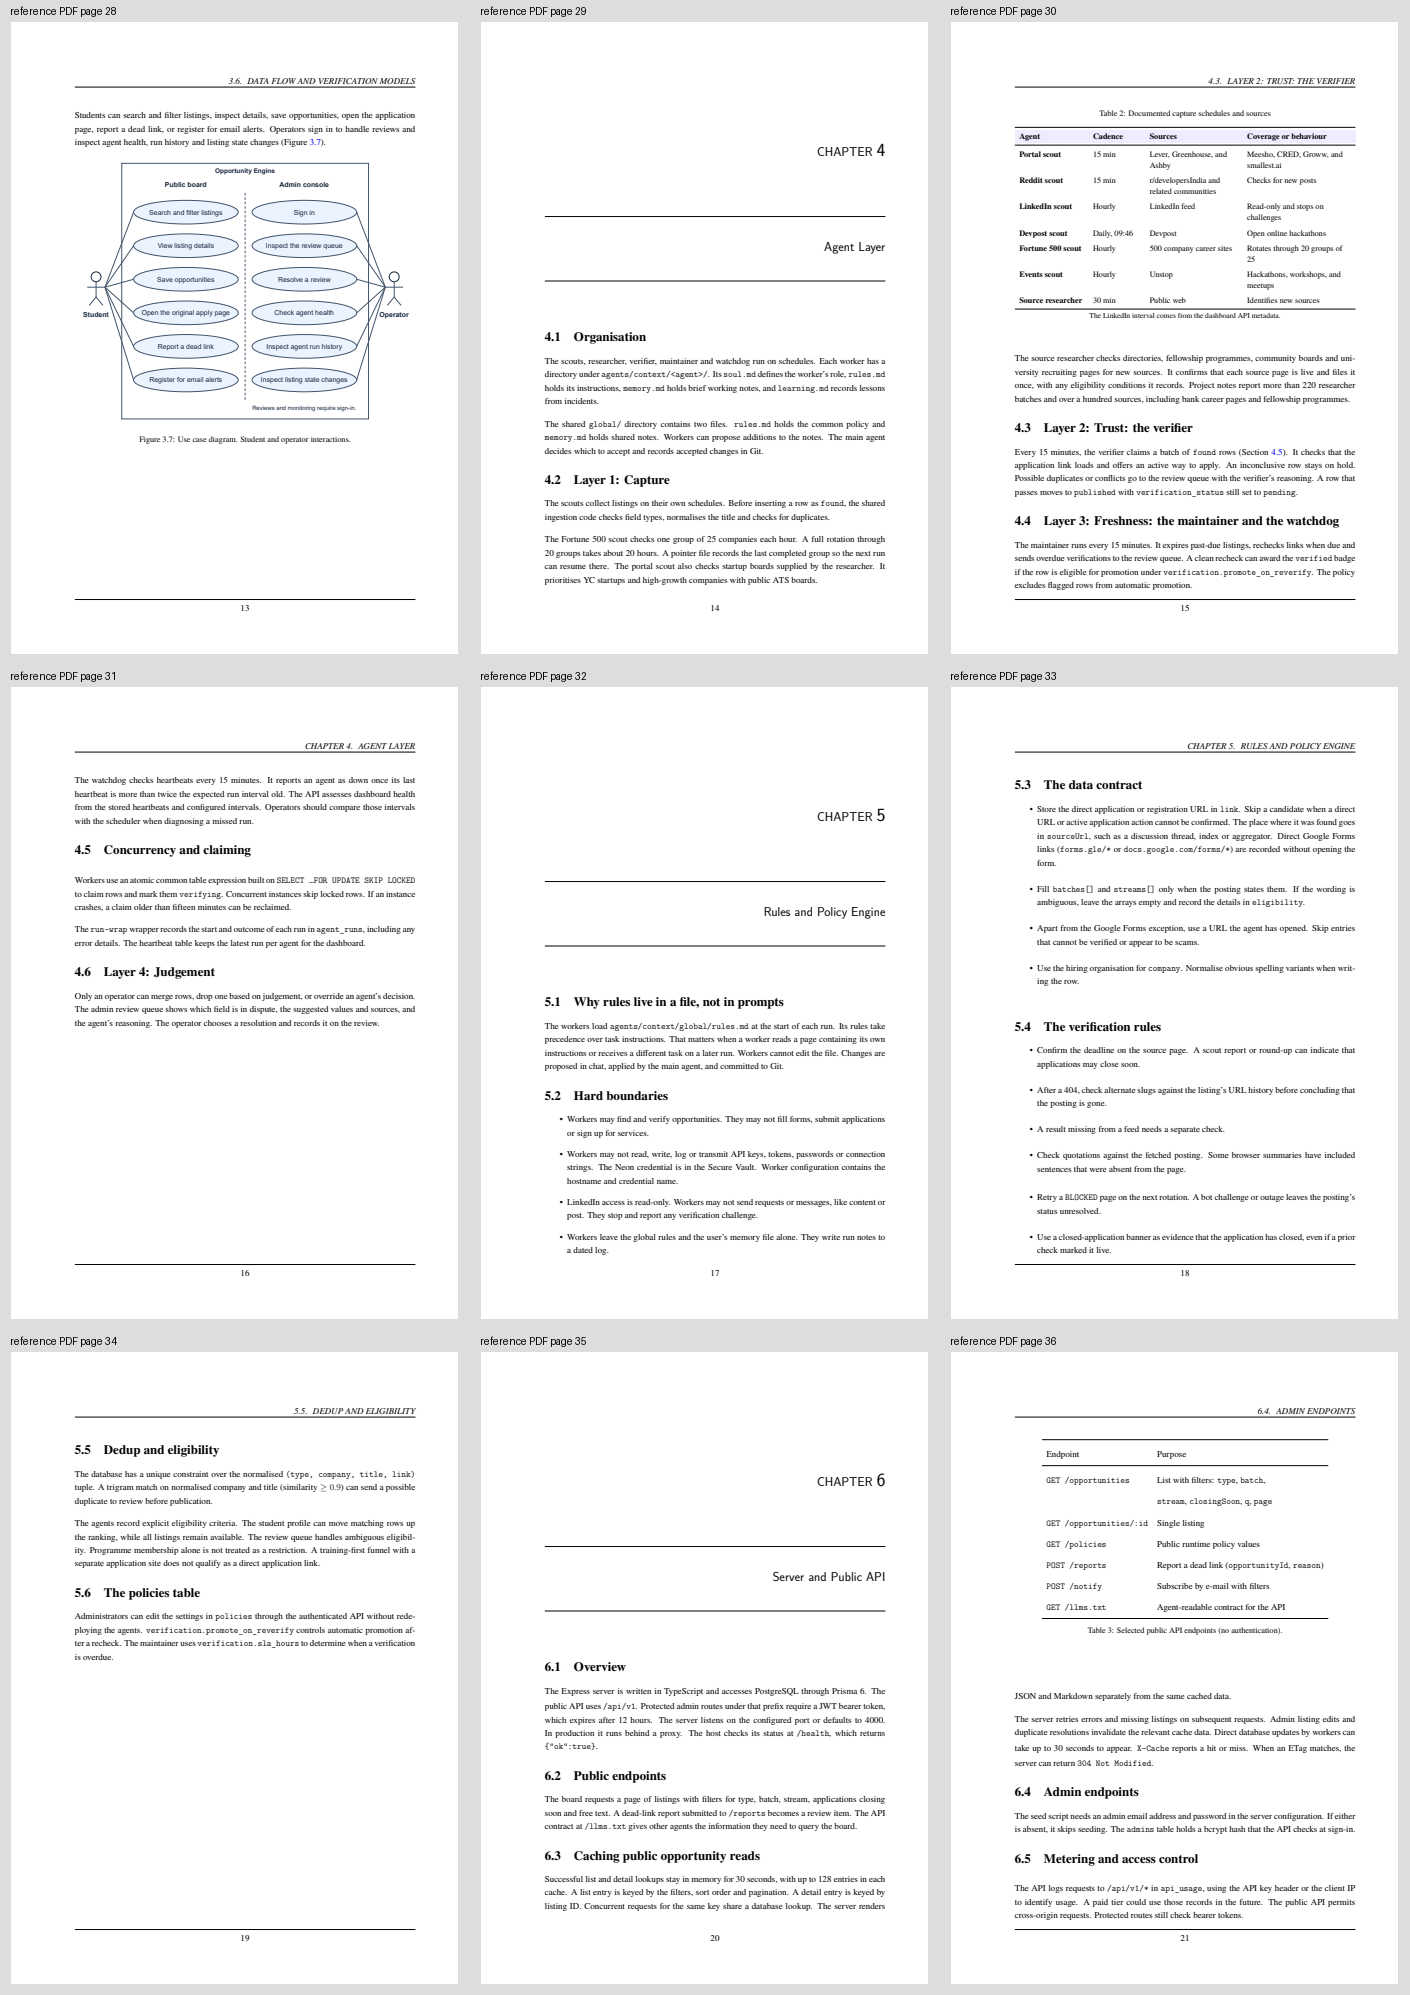 reference PDF page 28
3.6. DATA FLOW AND VERIFICATION MODELS
Students can search and filter listings, inspect details, save opportunities, open the application
page, report a dead link, or register for email alerts. Operators sign in to handle reviews and
inspect agent health, run history and listing state changes (Figure 3.7).
Opportunity Engine
Public board
Admin console
Search and filter listings
Sign in
View listing details
Inspect the review queue
Save opportunities
Resolve a review
Open the original apply page
Check agent health
Report a dead link
Inspect agent run history
Register for email alerts
Inspect listing state changes
Student
Operator
Reviews and monitoring require sign-in.
Figure 3.7: Use case diagram. Student and operator interactions.
13
reference PDF page 29
CHAPTER 4
Agent Layer
4.1 Organisation
The scouts, researcher, verifier, maintainer and watchdog run on schedules. Each worker has a
directory under agents/context/<agent>/. Its soul.md defines the worker's role, rules.md
holds its instructions, memory.md holds brief working notes, and learning.md records lessons
from incidents.
The shared global/ directory contains two files. rules.md holds the common policy and
memory.md holds shared notes. Workers can propose additions to the notes. The main agent
decides which to accept and records accepted changes in Git.
4.2 Layer 1: Capture
The scouts collect listings on their own schedules. Before inserting a row as found, the shared
ingestion code checks field types, normalises the title and checks for duplicates.
The Fortune 500 scout checks one group of 25 companies each hour. A full rotation through
20 groups takes about 20 hours. A pointer file records the last completed group so the next run
can resume there. The portal scout also checks startup boards supplied by the researcher. It
prioritises YC startups and high-growth companies with public ATS boards.
14
reference PDF page 30
4.3. LAYER 2: TRUST: THE VERIFIER
Table 2: Documented capture schedules and sources
Agent Cadence Sources Coverage or behaviour
Portal scout 15 min Lever, Greenhouse, and Meesho, CRED, Groww, and
Ashby smallest.ai
Reddit scout 15 min r/developersIndia and Checks for new posts
related communities
LinkedIn scout Hourly LinkedIn feed Read-only and stops on
challenges
Devpost scout Daily, 09:46 Devpost Open online hackathons
Fortune 500 scout Hourly 500 company career sites Rotates through 20 groups of
25
Events scout Hourly Unstop Hackathons, workshops, and
meetups
Source researcher 30 min Public web Identifies new sources
The LinkedIn interval comes from the dashboard API metadata.
The source researcher checks directories, fellowship programmes, community boards and uni-
versity recruiting pages for new sources. It confirms that each source page is live and files it
once, with any eligibility conditions it records. Project notes report more than 220 researcher
batches and over a hundred sources, including bank career pages and fellowship programmes.
4.3 Layer 2: Trust: the verifier
Every 15 minutes, the verifier claims a batch of found rows (Section 4.5). It checks that the
application link loads and offers an active way to apply. An inconclusive row stays on hold.
Possible duplicates or conflicts go to the review queue with the verifier's reasoning. A row that
passes moves to published with verification_status still set to pending.
4.4 Layer 3: Freshness: the maintainer and the watchdog
The maintainer runs every 15 minutes. It expires past-due listings, rechecks links when due and
sends overdue verifications to the review queue. A clean recheck can award the verified badge
if the row is eligible for promotion under verification.promote_on_reverify. The policy
excludes flagged rows from automatic promotion.
15
reference PDF page 31
CHAPTER 4. AGENT LAYER
The watchdog checks heartbeats every 15 minutes. It reports an agent as down once its last
heartbeat is more than twice the expected run interval old. The API assesses dashboard health
from the stored heartbeats and configured intervals. Operators should compare those intervals
with the scheduler when diagnosing a missed run.
4.5 Concurrency and claiming
Workers use an atomic common table expression built on SELECT …FOR UPDATE SKIP LOCKED
to claim rows and mark them verifying. Concurrent instances skip locked rows. If an instance
crashes, a claim older than fifteen minutes can be reclaimed.
The run-wrap wrapper records the start and outcome of each run in agent_runs, including any
error details. The heartbeat table keeps the latest run per agent for the dashboard.
4.6 Layer 4: Judgement
Only an operator can merge rows, drop one based on judgement, or override an agent's decision.
The admin review queue shows which field is in dispute, the suggested values and sources, and
the agent's reasoning. The operator chooses a resolution and records it on the review.
16
reference PDF page 32
CHAPTER 5
Rules and Policy Engine
5.1 Why rules live in a file, not in prompts
The workers load agents/context/global/rules.md at the start of each run. Its rules take
precedence over task instructions. That matters when a worker reads a page containing its own
instructions or receives a different task on a later run. Workers cannot edit the file. Changes are
proposed in chat, applied by the main agent, and committed to Git.
5.2 Hard boundaries
• Workers may find and verify opportunities. They may not fill forms, submit applications
or sign up for services.
• Workers may not read, write, log or transmit API keys, tokens, passwords or connection
strings. The Neon credential is in the Secure Vault. Worker configuration contains the
hostname and credential name.
• LinkedIn access is read-only. Workers may not send requests or messages, like content or
post. They stop and report any verification challenge.
• Workers leave the global rules and the user's memory file alone. They write run notes to
a dated log.
17
reference PDF page 33
CHAPTER 5. RULES AND POLICY ENGINE
5.3 The data contract
• Store the direct application or registration URL in link. Skip a candidate when a direct
URL or active application action cannot be confirmed. The place where it was found goes
in sourceUrl, such as a discussion thread, index or aggregator. Direct Google Forms
links (forms.gle/* or docs.google.com/forms/*) are recorded without opening the
form.
• Fill batches[] and streams[] only when the posting states them. If the wording is
ambiguous, leave the arrays empty and record the details in eligibility.
• Apart from the Google Forms exception, use a URL the agent has opened. Skip entries
that cannot be verified or appear to be scams.
• Use the hiring organisation for company. Normalise obvious spelling variants when writ-
ing the row.
5.4 The verification rules
• Confirm the deadline on the source page. A scout report or round-up can indicate that
applications may close soon.
• After a 404, check alternate slugs against the listing's URL history before concluding that
the posting is gone.
• A result missing from a feed needs a separate check.
• Check quotations against the fetched posting. Some browser summaries have included
sentences that were absent from the page.
• Retry a BLOCKED page on the next rotation. A bot challenge or outage leaves the posting's
status unresolved.
• Use a closed-application banner as evidence that the application has closed, even if a prior
check marked it live.
18
reference PDF page 34
5.5. DEDUP AND ELIGIBILITY
5.5 Dedup and eligibility
The database has a unique constraint over the normalised (type, company, title, link)
tuple. A trigram match on normalised company and title (similarity ≥ 0.9) can send a possible
duplicate to review before publication.
The agents record explicit eligibility criteria. The student profile can move matching rows up
the ranking, while all listings remain available. The review queue handles ambiguous eligibil-
ity. Programme membership alone is not treated as a restriction. A training-first funnel with a
separate application site does not qualify as a direct application link.
5.6 The policies table
Administrators can edit the settings in policies through the authenticated API without rede-
ploying the agents. verification.promote_on_reverify controls automatic promotion af-
ter a recheck. The maintainer uses verification.sla_hours to determine when a verification
is overdue.
19
reference PDF page 35
CHAPTER 6
Server and Public API
6.1 Overview
The Express server is written in TypeScript and accesses PostgreSQL through Prisma 6. The
public API uses /api/v1. Protected admin routes under that prefix require a JWT bearer token,
which expires after 12 hours. The server listens on the configured port or defaults to 4000.
In production it runs behind a proxy. The host checks its status at /health, which returns
{"ok":true}.
6.2 Public endpoints
The board requests a page of listings with filters for type, batch, stream, applications closing
soon and free text. A dead-link report submitted to /reports becomes a review item. The API
contract at /llms.txt gives other agents the information they need to query the board.
6.3 Caching public opportunity reads
Successful list and detail lookups stay in memory for 30 seconds, with up to 128 entries in each
cache. A list entry is keyed by the filters, sort order and pagination. A detail entry is keyed by
listing ID. Concurrent requests for the same key share a database lookup. The server renders
20
reference PDF page 36
6.4. ADMIN ENDPOINTS
Endpoint Purpose
GET /opportunities List with filters: type, batch,
stream, closingSoon, q, page
GET /opportunities/:id Single listing
GET /policies Public runtime policy values
POST /reports Report a dead link (opportunityId, reason)
POST /notify Subscribe by e-mail with filters
GET /llms.txt Agent-readable contract for the API
Table 3: Selected public API endpoints (no authentication).
JSON and Markdown separately from the same cached data.
The server retries errors and missing listings on subsequent requests. Admin listing edits and
duplicate resolutions invalidate the relevant cache data. Direct database updates by workers can
take up to 30 seconds to appear. X-Cache reports a hit or miss. When an ETag matches, the
server can return 304 Not Modified.
6.4 Admin endpoints
The seed script needs an admin email address and password in the server configuration. If either
is absent, it skips seeding. The admins table holds a bcrypt hash that the API checks at sign-in.
6.5 Metering and access control
The API logs requests to /api/v1/* in api_usage, using the API key header or the client IP
to identify usage. A paid tier could use those records in the future. The public API permits
cross-origin requests. Protected routes still check bearer tokens.
21